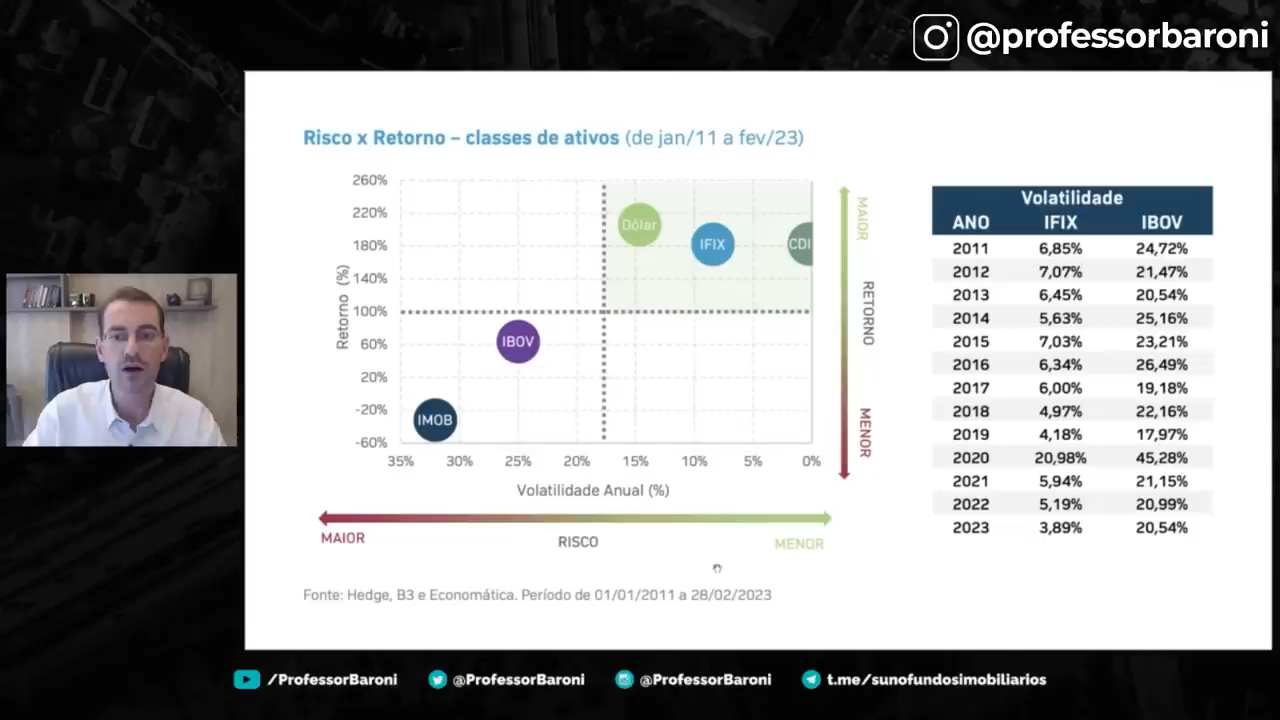 @professorbaroni
Risco x Retorno – classes de ativos (de jan/11 a fev/23)
Retorno (%)
260%
220%
180%
140%
100%
60%
20%
-20%
-60%
Dólar
IFIX
CDI
IBOV
IMOB
35% 30% 25% 20% 15% 10% 5% 0%
Volatilidade Anual (%)
MAIOR
RETORNO
MENOR
MAIOR RISCO MENOR
Fonte: Hedge, B3 e Economática. Período de 01/01/2011 a 28/02/2023
Volatilidade
ANO IFIX IBOV
2011 6,85% 24,72%
2012 7,07% 21,47%
2013 6,45% 20,54%
2014 5,63% 25,16%
2015 7,03% 23,21%
2016 6,34% 26,49%
2017 6,00% 19,18%
2018 4,97% 22,16%
2019 4,18% 17,97%
2020 20,98% 45,28%
2021 5,94% 21,15%
2022 5,19% 20,99%
2023 3,89% 20,54%
/ProfessorBaroni @ProfessorBaroni @ProfessorBaroni t.me/sunofundosimobiliarios